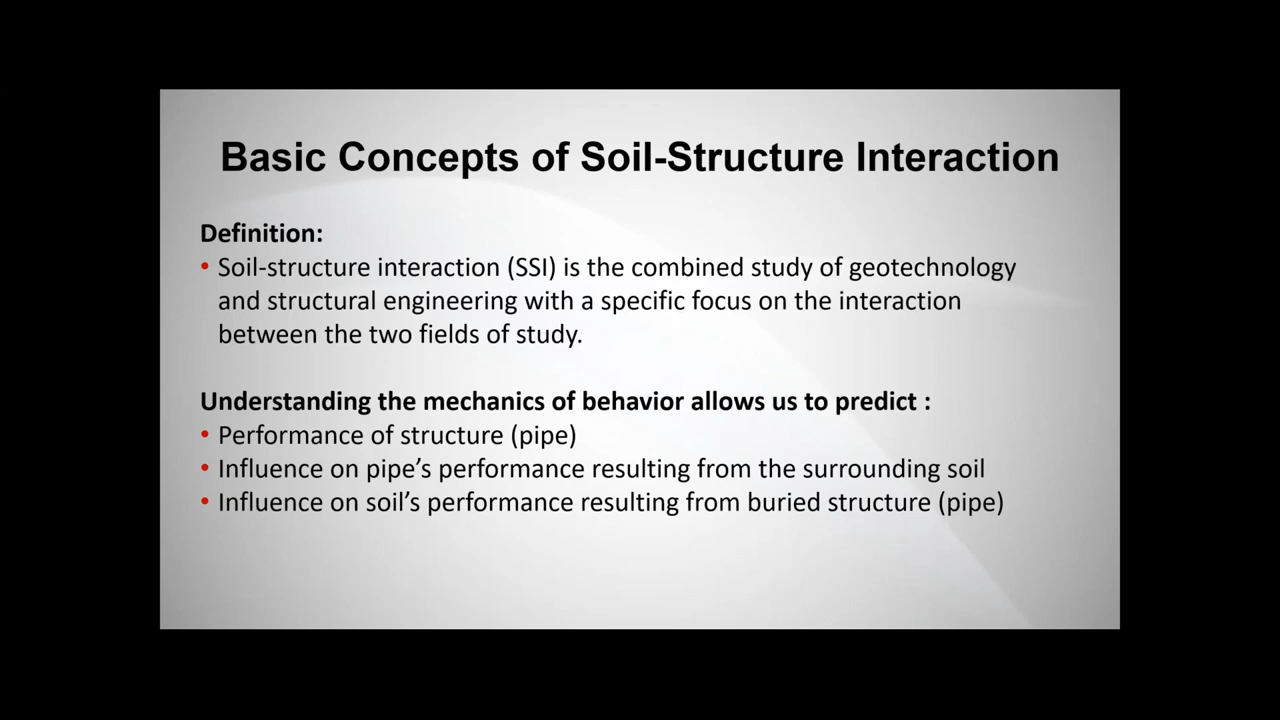 Basic Concepts of Soil-Structure Interaction
Definition:
• Soil-structure interaction (SSI) is the combined study of geotechnology
and structural engineering with a specific focus on the interaction
between the two fields of study.
Understanding the mechanics of behavior allows us to predict :
• Performance of structure (pipe)
• Influence on pipe’s performance resulting from the surrounding soil
• Influence on soil’s performance resulting from buried structure (pipe)